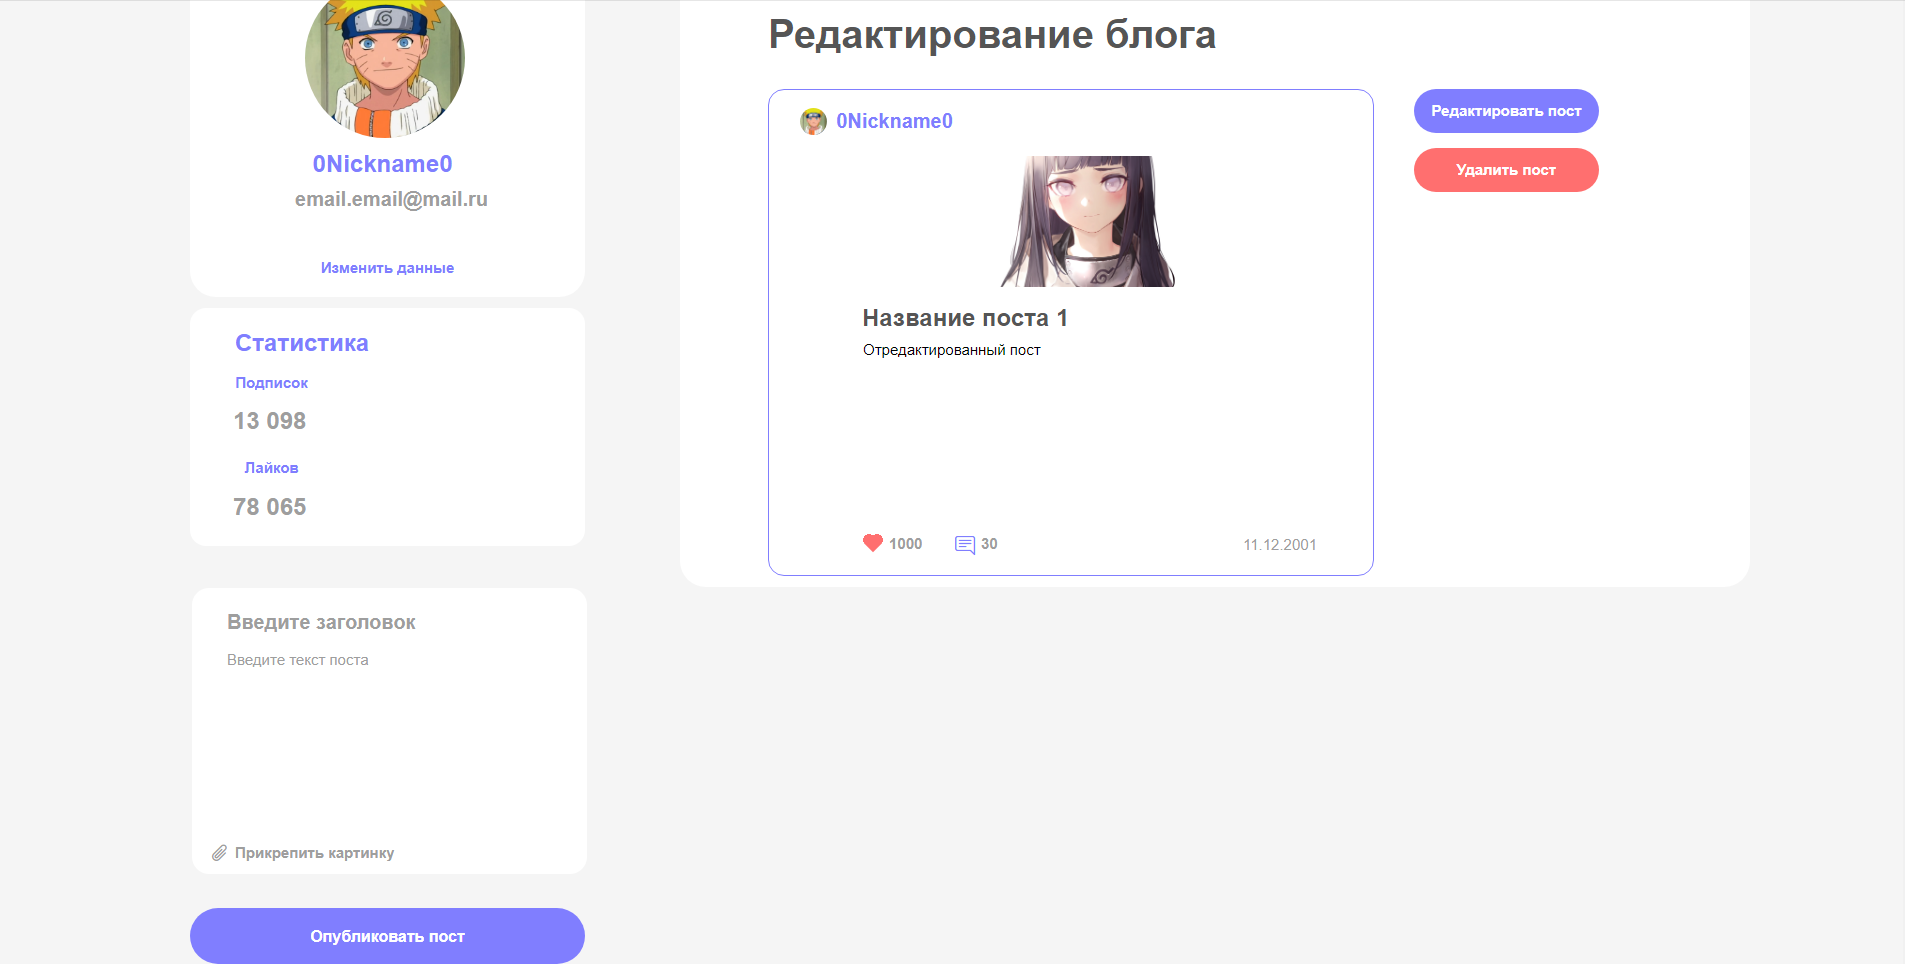 0Nickname0
email.email@mail.ru
Изменить данные
Статистика
Подписок
13 098
Лайков
78 065
Введите заголовок
Введите текст поста
Прикрепить картинку
Опубликовать пост
Редактирование блога
0Nickname0
Название поста 1
Отредактированный пост
1000 30 11.12.2001
Редактировать пост
Удалить пост